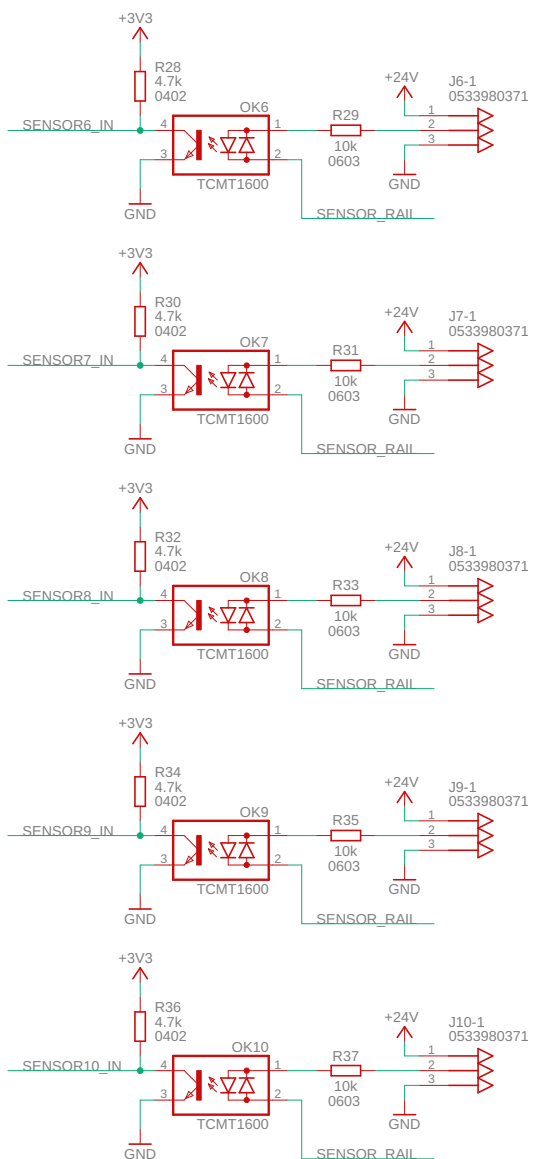 +3V3
R28
4.7k
0402
+24V
J6-1
0533980371
OK6
R29
SENSOR6_IN
4
1
1
2
3
3
2
10k
0603
TCMT1600
GND
GND
SENSOR_RAIL
+3V3
R30
4.7k
0402
+24V
J7-1
0533980371
OK7
R31
SENSOR7_IN
4
1
1
2
3
3
2
10k
0603
TCMT1600
GND
GND
SENSOR_RAIL
+3V3
R32
4.7k
0402
+24V
J8-1
0533980371
OK8
R33
SENSOR8_IN
4
1
1
2
3
3
2
10k
0603
TCMT1600
GND
GND
SENSOR_RAIL
+3V3
R34
4.7k
0402
+24V
J9-1
0533980371
OK9
R35
SENSOR9_IN
4
1
1
2
3
3
2
10k
0603
TCMT1600
GND
GND
SENSOR_RAIL
+3V3
R36
4.7k
0402
+24V
J10-1
0533980371
OK10
R37
SENSOR10_IN
4
1
1
2
3
3
2
10k
0603
TCMT1600
GND
GND
SENSOR_RAIL